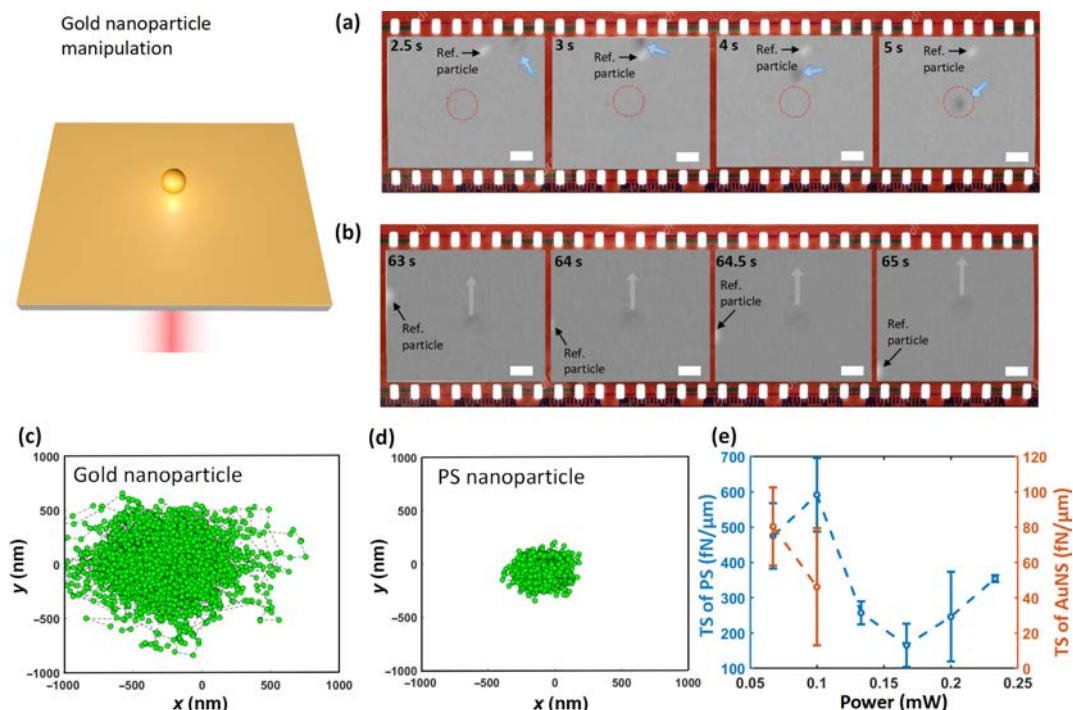 Gold nanoparticle
manipulation
(a)
2.5 s
Ref.
particle
3 s
Ref.
particle
4 s
Ref.
particle
5 s
Ref.
particle
(b)
63 s
Ref.
particle
64 s
Ref.
particle
64.5 s
Ref.
particle
65 s
Ref.
particle
(c)
Gold nanoparticle
1000
500
0
−500
−1000
y (nm)
−1000
−500
0
500
1000
x (nm)
(d)
PS nanoparticle
1000
500
0
−500
−1000
y (nm)
−1000
−500
0
500
1000
x (nm)
(e)
700
600
500
400
300
200
100
TS of PS (fN/μm)
120
100
80
60
40
20
0
TS of AuNS (fN/μm)
0.05
0.1
0.15
0.2
0.25
Power (mW)